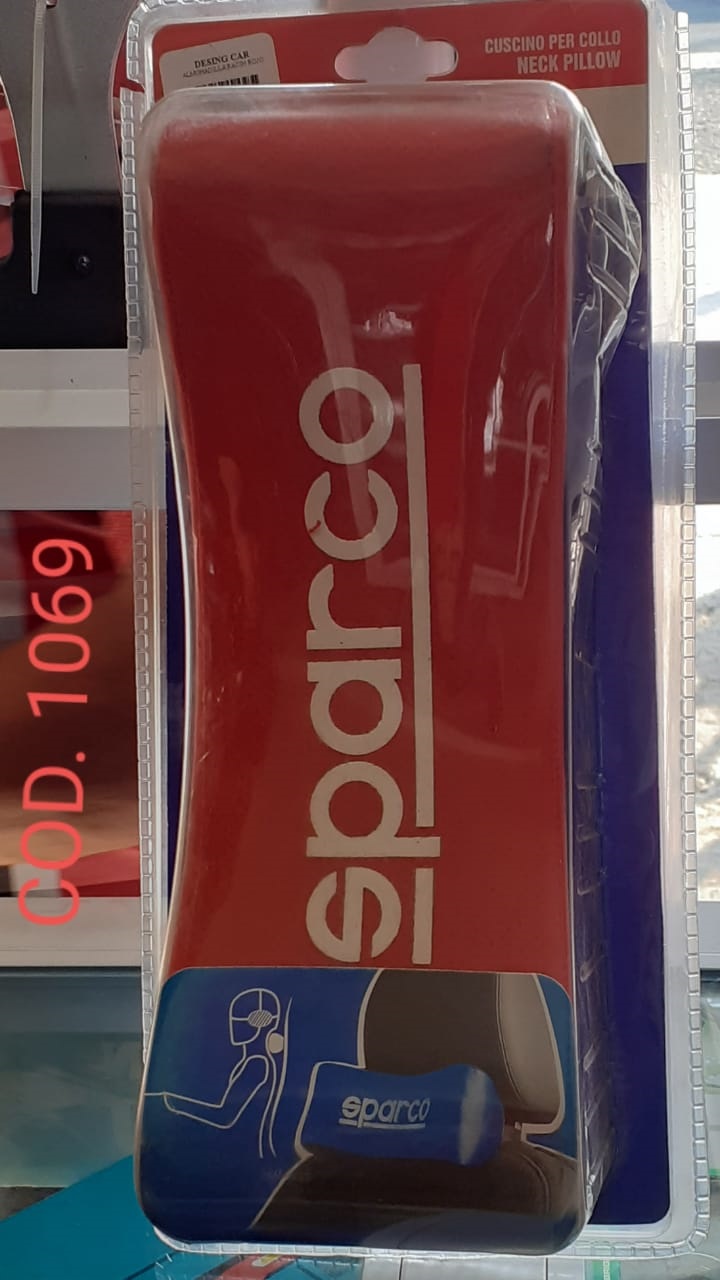 DESING CAR
CUSCINO PER COLLO
NECK PILLOW
sparco
COD. 1069
sparco